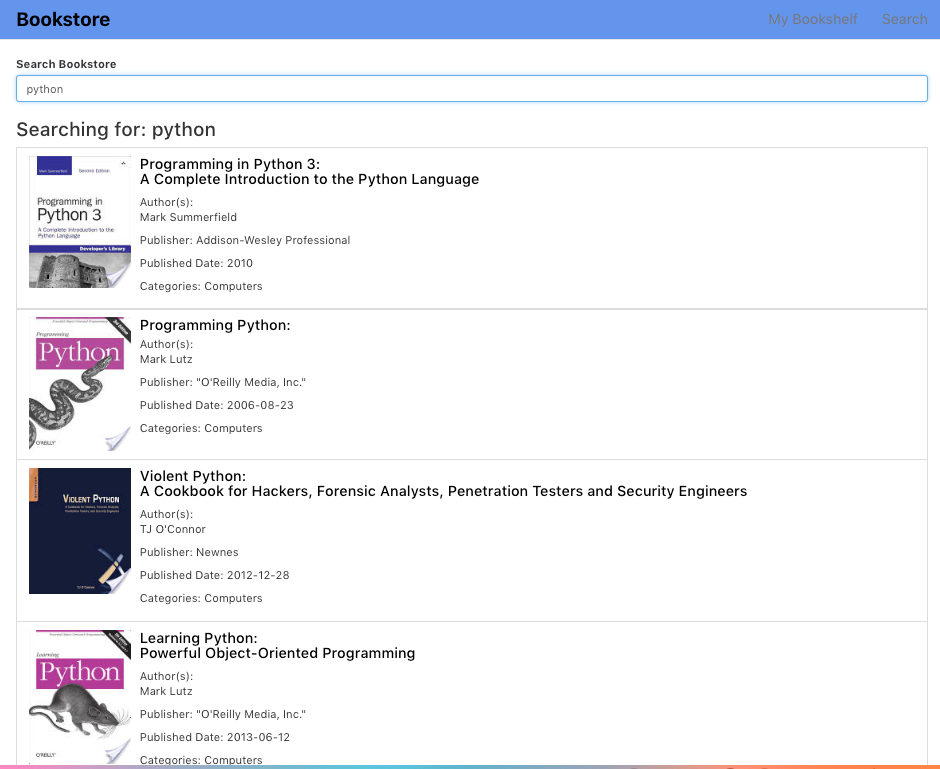 Bookstore
My Bookshelf
Search
Search Bookstore
python
Searching for: python
Mark Summerfield
Second Edition
Programming in
Python 3
A Complete Introduction to the
Python Language
Developer's Library
Programming in Python 3:
A Complete Introduction to the Python Language
Author(s):
Mark Summerfield
Publisher: Addison-Wesley Professional
Published Date: 2010
Categories: Computers
Programming
Python
O'REILLY
Programming Python:
Author(s):
Mark Lutz
Publisher: "O'Reilly Media, Inc."
Published Date: 2006-08-23
Categories: Computers
VIOLENT PYTHON
TJ O'Connor
Violent Python:
A Cookbook for Hackers, Forensic Analysts, Penetration Testers and Security Engineers
Author(s):
TJ O'Connor
Publisher: Newnes
Published Date: 2012-12-28
Categories: Computers
Learning
Python
O'REILLY
Learning Python:
Powerful Object-Oriented Programming
Author(s):
Mark Lutz
Publisher: "O'Reilly Media, Inc."
Published Date: 2013-06-12
Categories: Computers